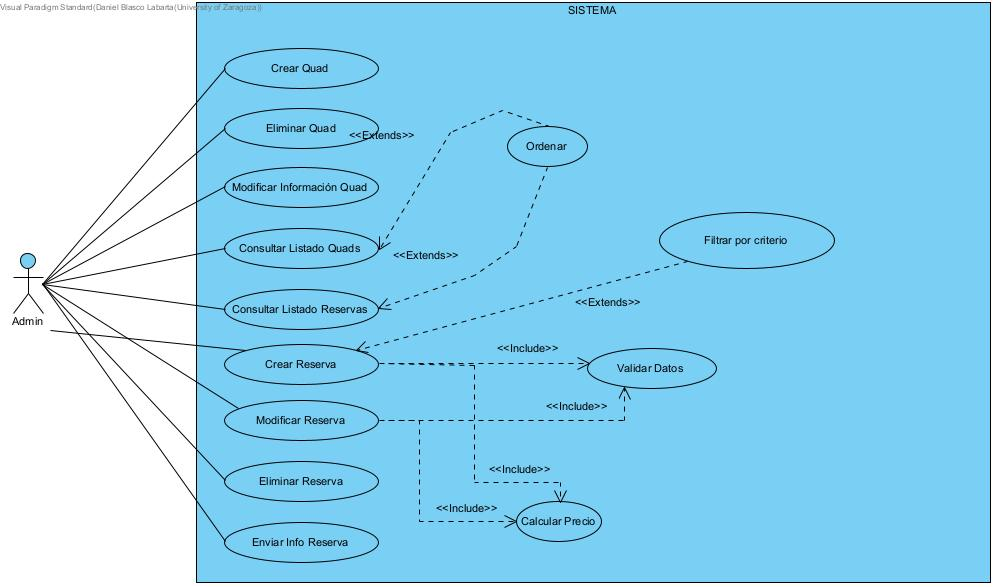 Visual Paradigm Standard(Daniel Blasco Labarta(University of Zaragoza))
SISTEMA
Crear Quad
Eliminar Quad
<<Extends>>
Ordenar
Modificar Información Quad
Filtrar por criterio
Consultar Listado Quads
<<Extends>>
<<Extends>>
Consultar Listado Reservas
Admin
<<Include>>
Crear Reserva
Validar Datos
<<Include>>
Modificar Reserva
<<Include>>
Eliminar Reserva
<<Include>>
Calcular Precio
Enviar Info Reserva